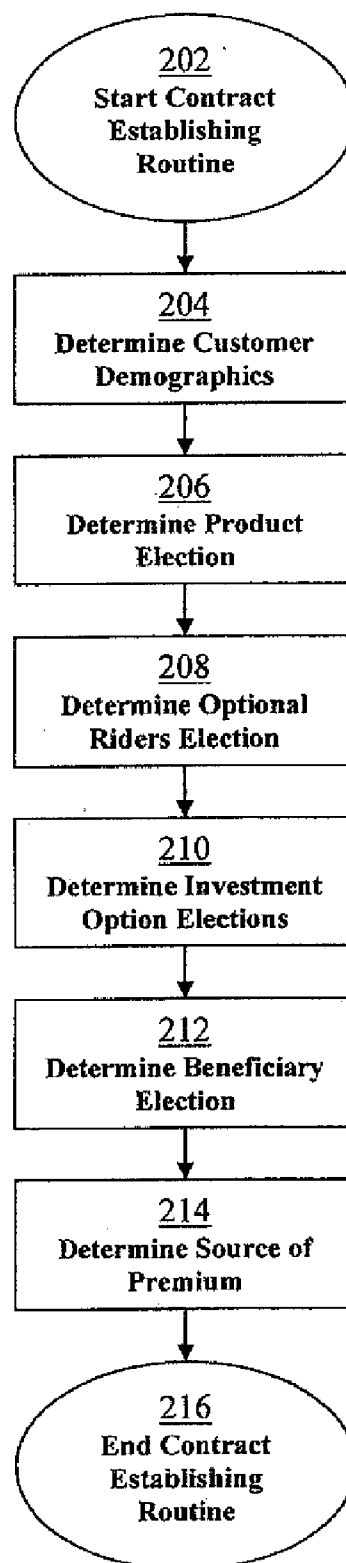 202
Start Contract
Establishing
Routine
204
Determine Customer
Demographics
206
Determine Product
Election
208
Determine Optional
Riders Election
210
Determine Investment
Option Elections
212
Determine Beneficiary
Election
214
Determine Source of
Premium
216
End Contract
Establishing
Routine